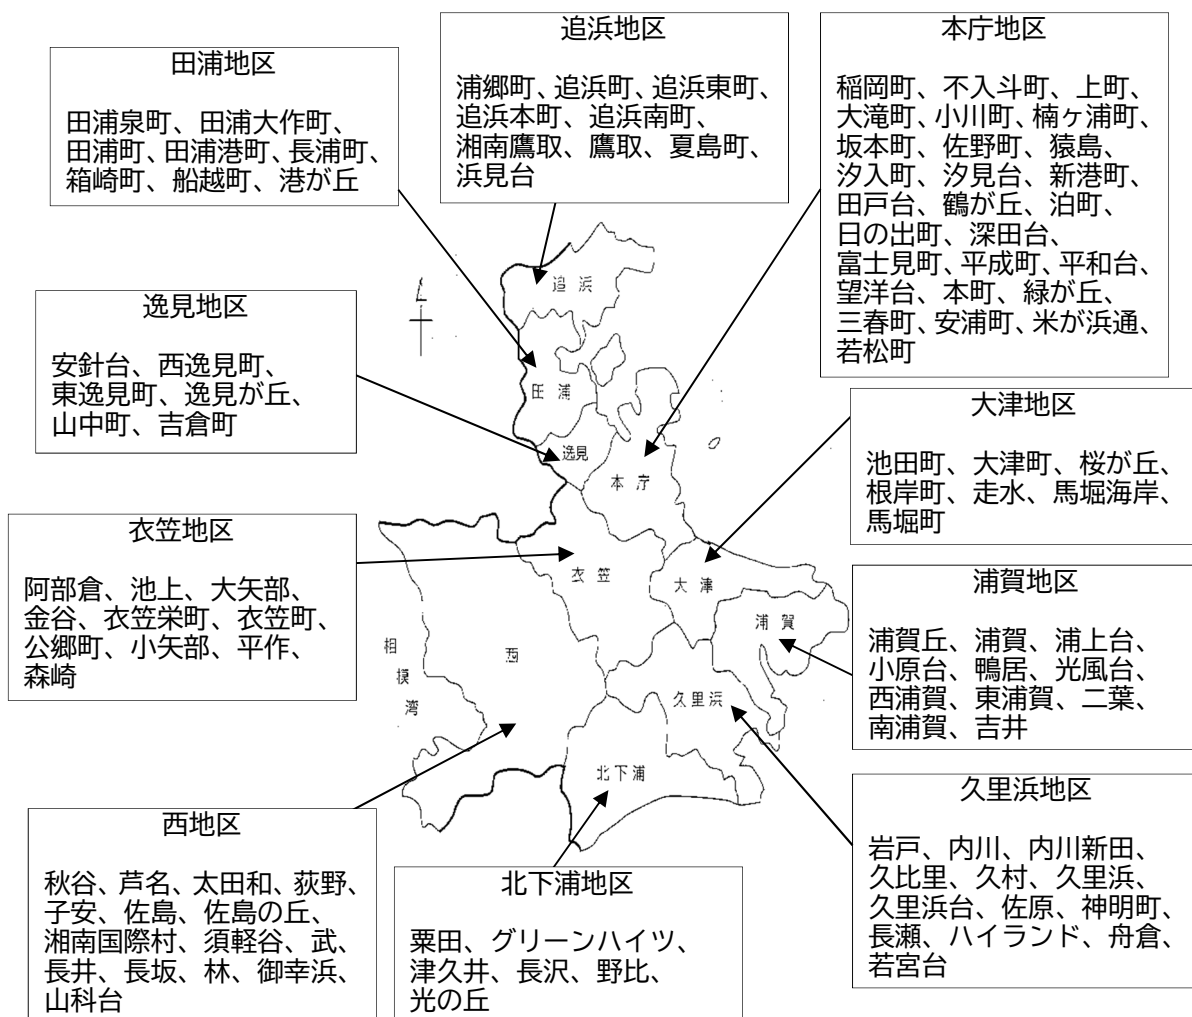 田浦地区
田浦泉町、田浦大作町、
田浦町、田浦港町、長浦町、
箱崎町、船越町、港が丘
追浜地区
浦郷町、追浜町、追浜東町、
追浜本町、追浜南町、
湘南鷹取、鷹取、夏島町、
浜見台
本庁地区
稲岡町、不入斗町、上町、
大滝町、小川町、楠ヶ浦町、
坂本町、佐野町、猿島、
汐入町、汐見台、新港町、
田戸台、鶴が丘、泊町、
日の出町、深田台、
富士見町、平成町、平和台、
望洋台、本町、緑が丘、
三春町、安浦町、米が浜通、
若松町
逸見地区
安針台、西逸見町、
東逸見町、逸見が丘、
山中町、吉倉町
大津地区
池田町、大津町、桜が丘、
根岸町、走水、馬堀海岸、
馬堀町
衣笠地区
阿部倉、池上、大矢部、
金谷、衣笠栄町、衣笠町、
公郷町、小矢部、平作、
森崎
浦賀地区
浦賀丘、浦賀、浦上台、
小原台、鴨居、光風台、
西浦賀、東浦賀、二葉、
南浦賀、吉井
西地区
秋谷、芦名、太田和、荻野、
子安、佐島、佐島の丘、
湘南国際村、須軽谷、武、
長井、長坂、林、御幸浜、
山科台
北下浦地区
粟田、グリーンハイツ、
津久井、長沢、野比、
光の丘
久里浜地区
岩戸、内川、内川新田、
久比里、久村、久里浜、
久里浜台、佐原、神明町、
長瀬、ハイランド、舟倉、
若宮台
追浜
田浦
逸見
本庁
衣笠
大津
浦賀
西
久里浜
北下浦
相模湾